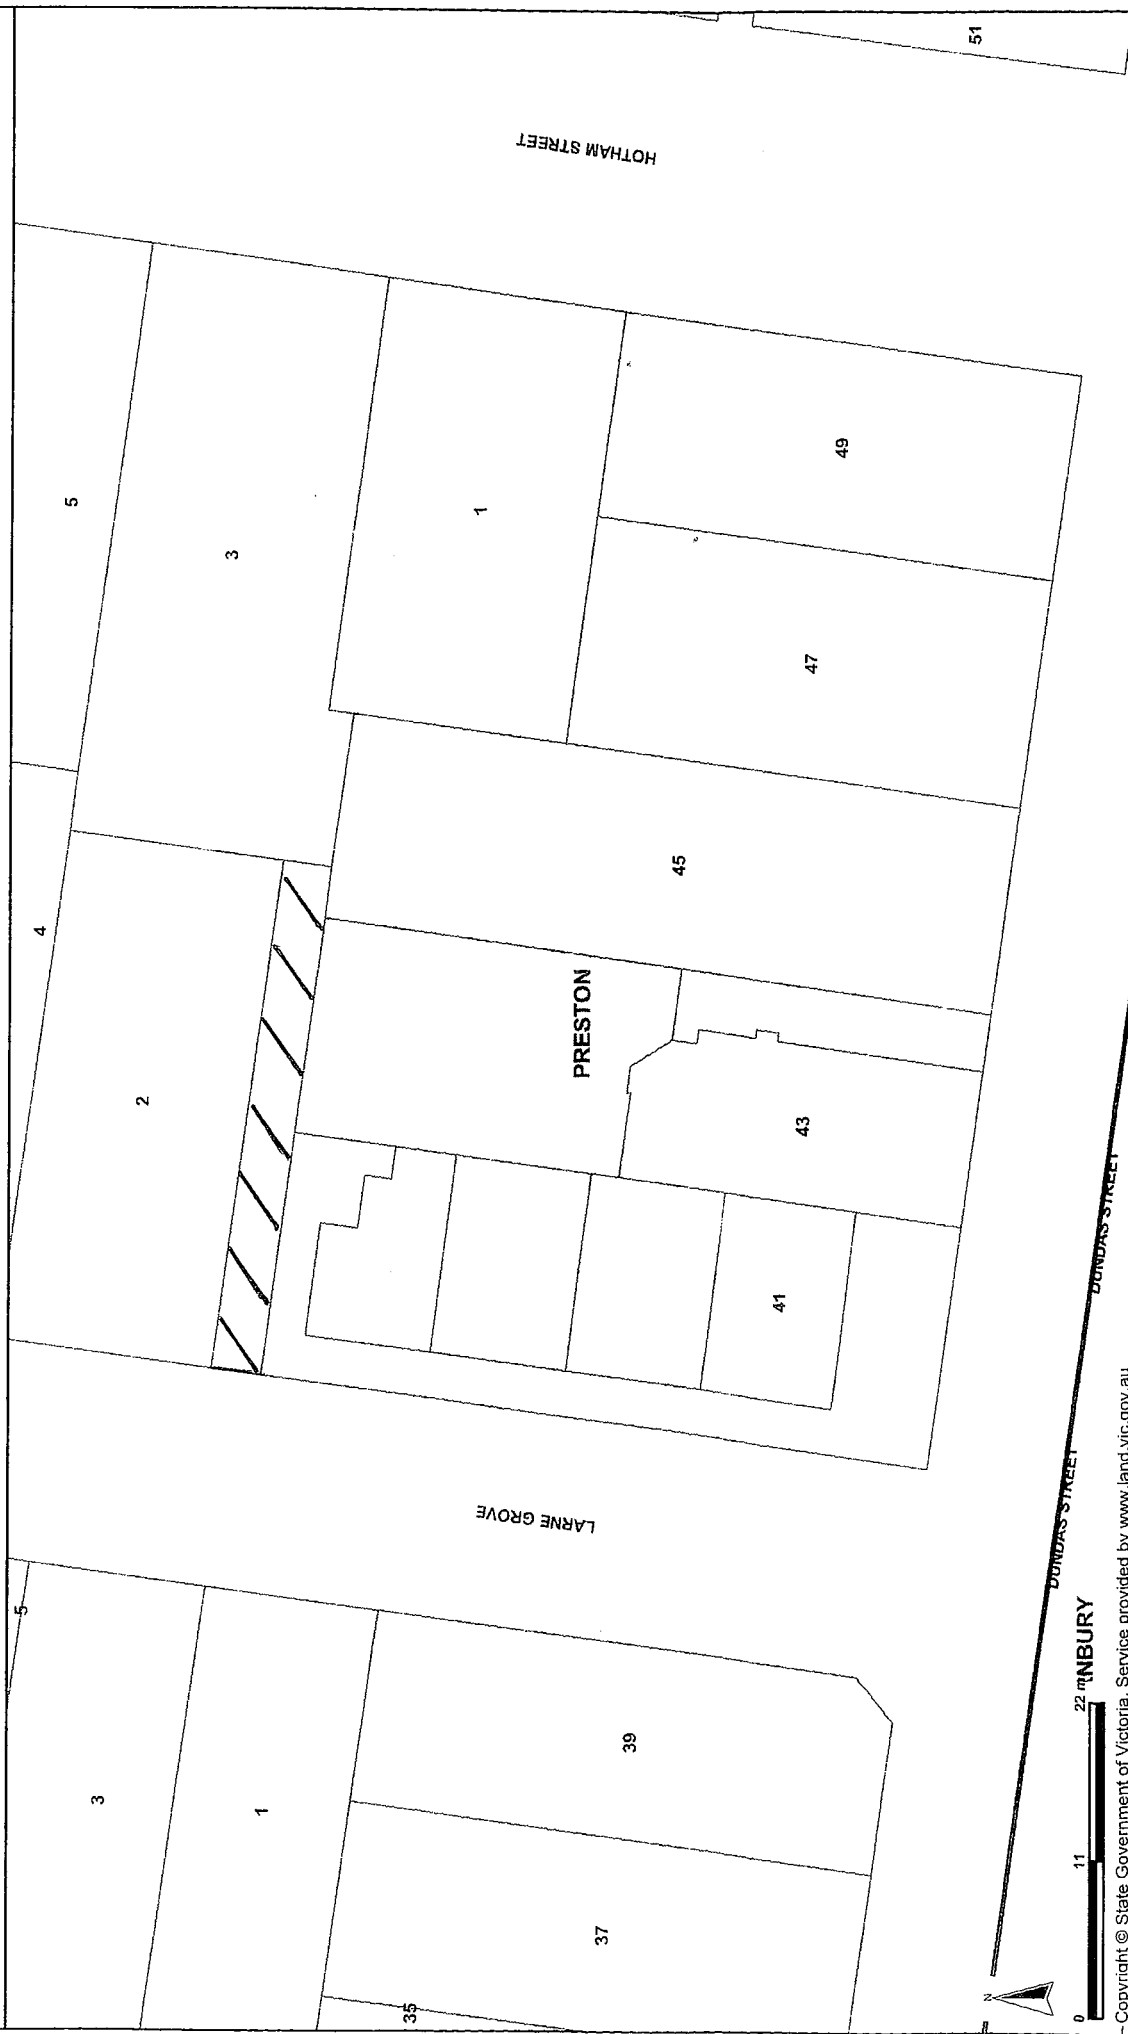 5
4
3
2
1
HOTHAM STREET
51
49
47
45
PRESTON
43
41
LARNE GROVE
5
3
1
39
37
35
DUNDAS STREET
DUNDAS STREET
NBURY
0 11 22 m
N
Copyright © State Government of Victoria. Service provided by www.land.vic.gov.au